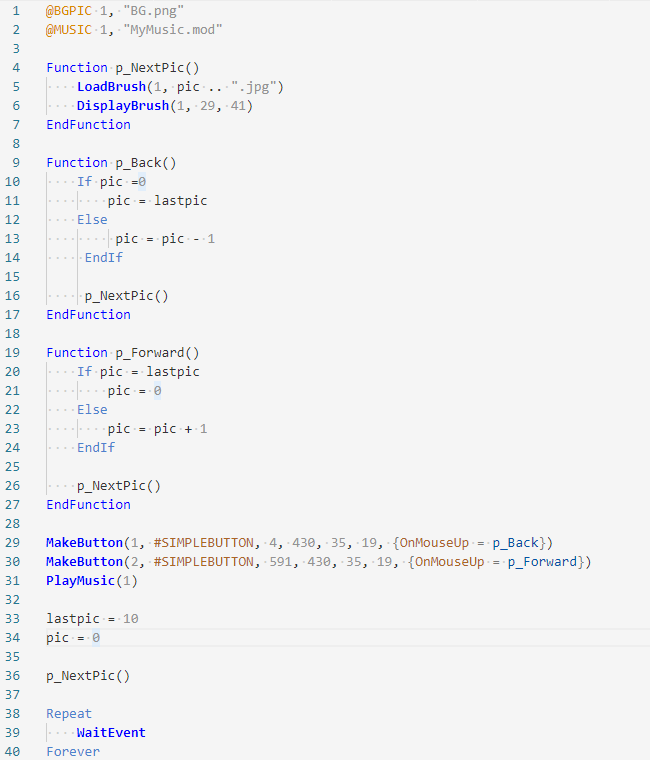 1 @BGPIC 1, "BG.png"
2 @MUSIC 1, "MyMusic.mod"
3
4 Function p_NextPic()
5     LoadBrush(1, pic .. ".jpg")
6     DisplayBrush(1, 29, 41)
7 EndFunction
8
9 Function p_Back()
10     If pic =0
11         pic = lastpic
12     Else
13          pic = pic - 1
14      EndIf
15
16      p_NextPic()
17 EndFunction
18
19 Function p_Forward()
20     If pic = lastpic
21         pic = 0
22     Else
23         pic = pic + 1
24     EndIf
25
26     p_NextPic()
27 EndFunction
28
29 MakeButton(1, #SIMPLEBUTTON, 4, 430, 35, 19, {OnMouseUp = p_Back})
30 MakeButton(2, #SIMPLEBUTTON, 591, 430, 35, 19, {OnMouseUp = p_Forward})
31 PlayMusic(1)
32
33 lastpic = 10
34 pic = 0
35
36 p_NextPic()
37
38 Repeat
39     WaitEvent
40 Forever